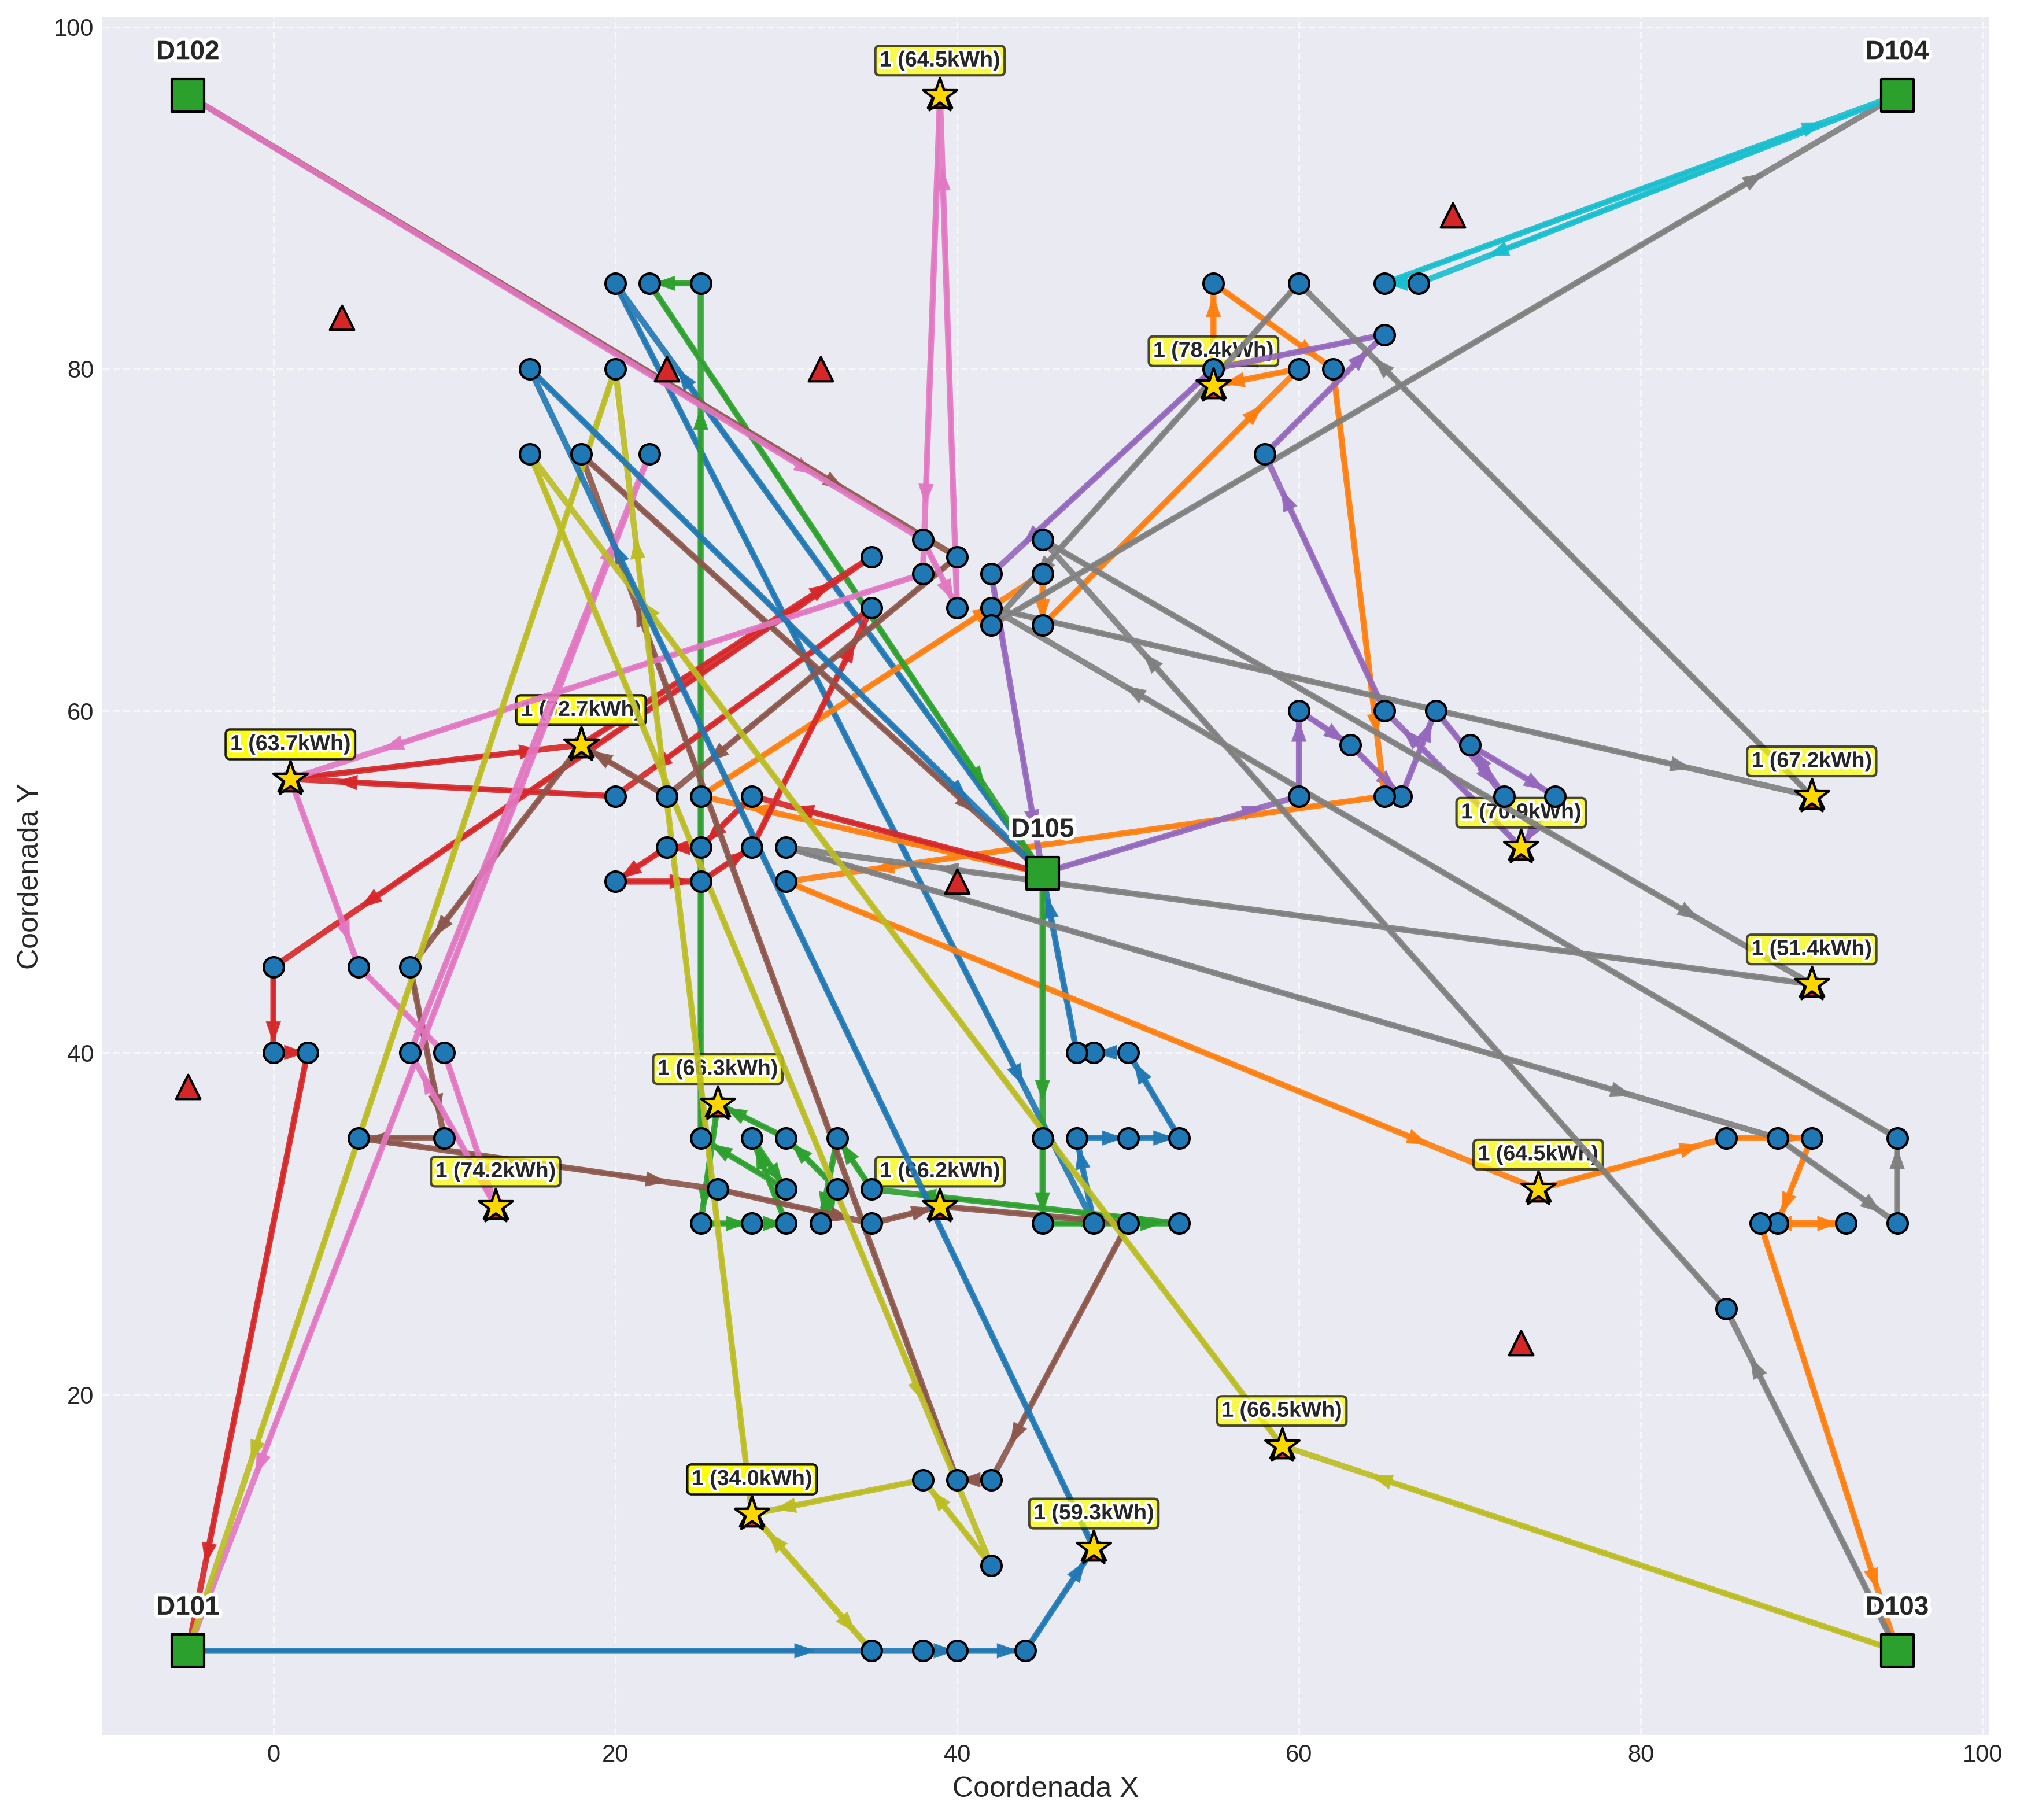 100
D102
D104
1 (64.5kWh)
80
1 (78.4kWh)
60
1 (72.7kWh)
1 (63.7kWh)
1 (67.2kWh)
1 (70.9kWh)
D105
1 (51.4kWh)
40
1 (66.3kWh)
1 (74.2kWh)
1 (66.2kWh)
1 (64.5kWh)
20
1 (66.5kWh)
1 (34.0kWh)
1 (59.3kWh)
D101
D103
0
20
40
60
80
100
Coordenada X
Coordenada Y